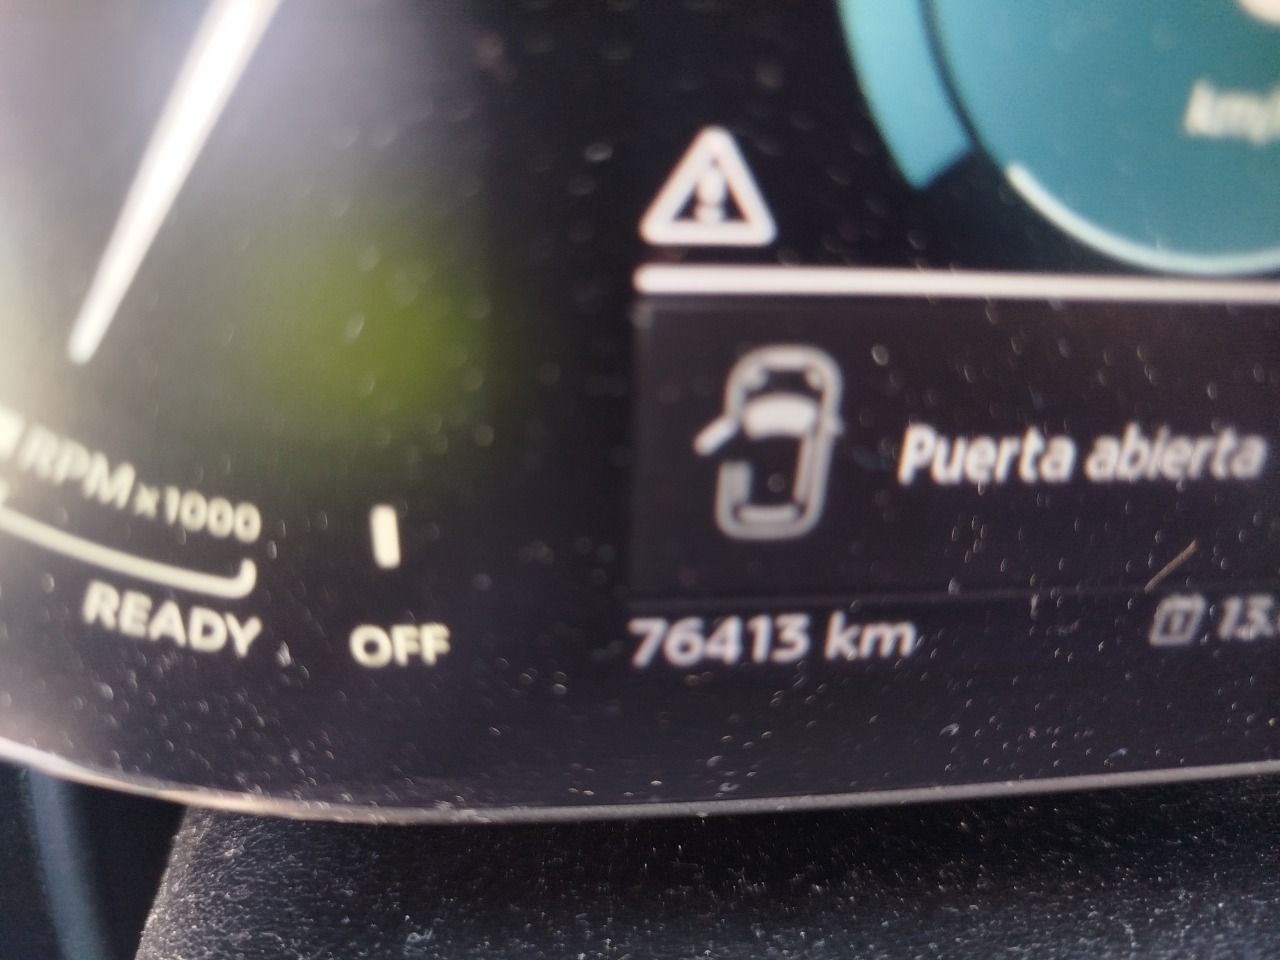 Puerta abierta
RPM x1000
READY
OFF
76413 km